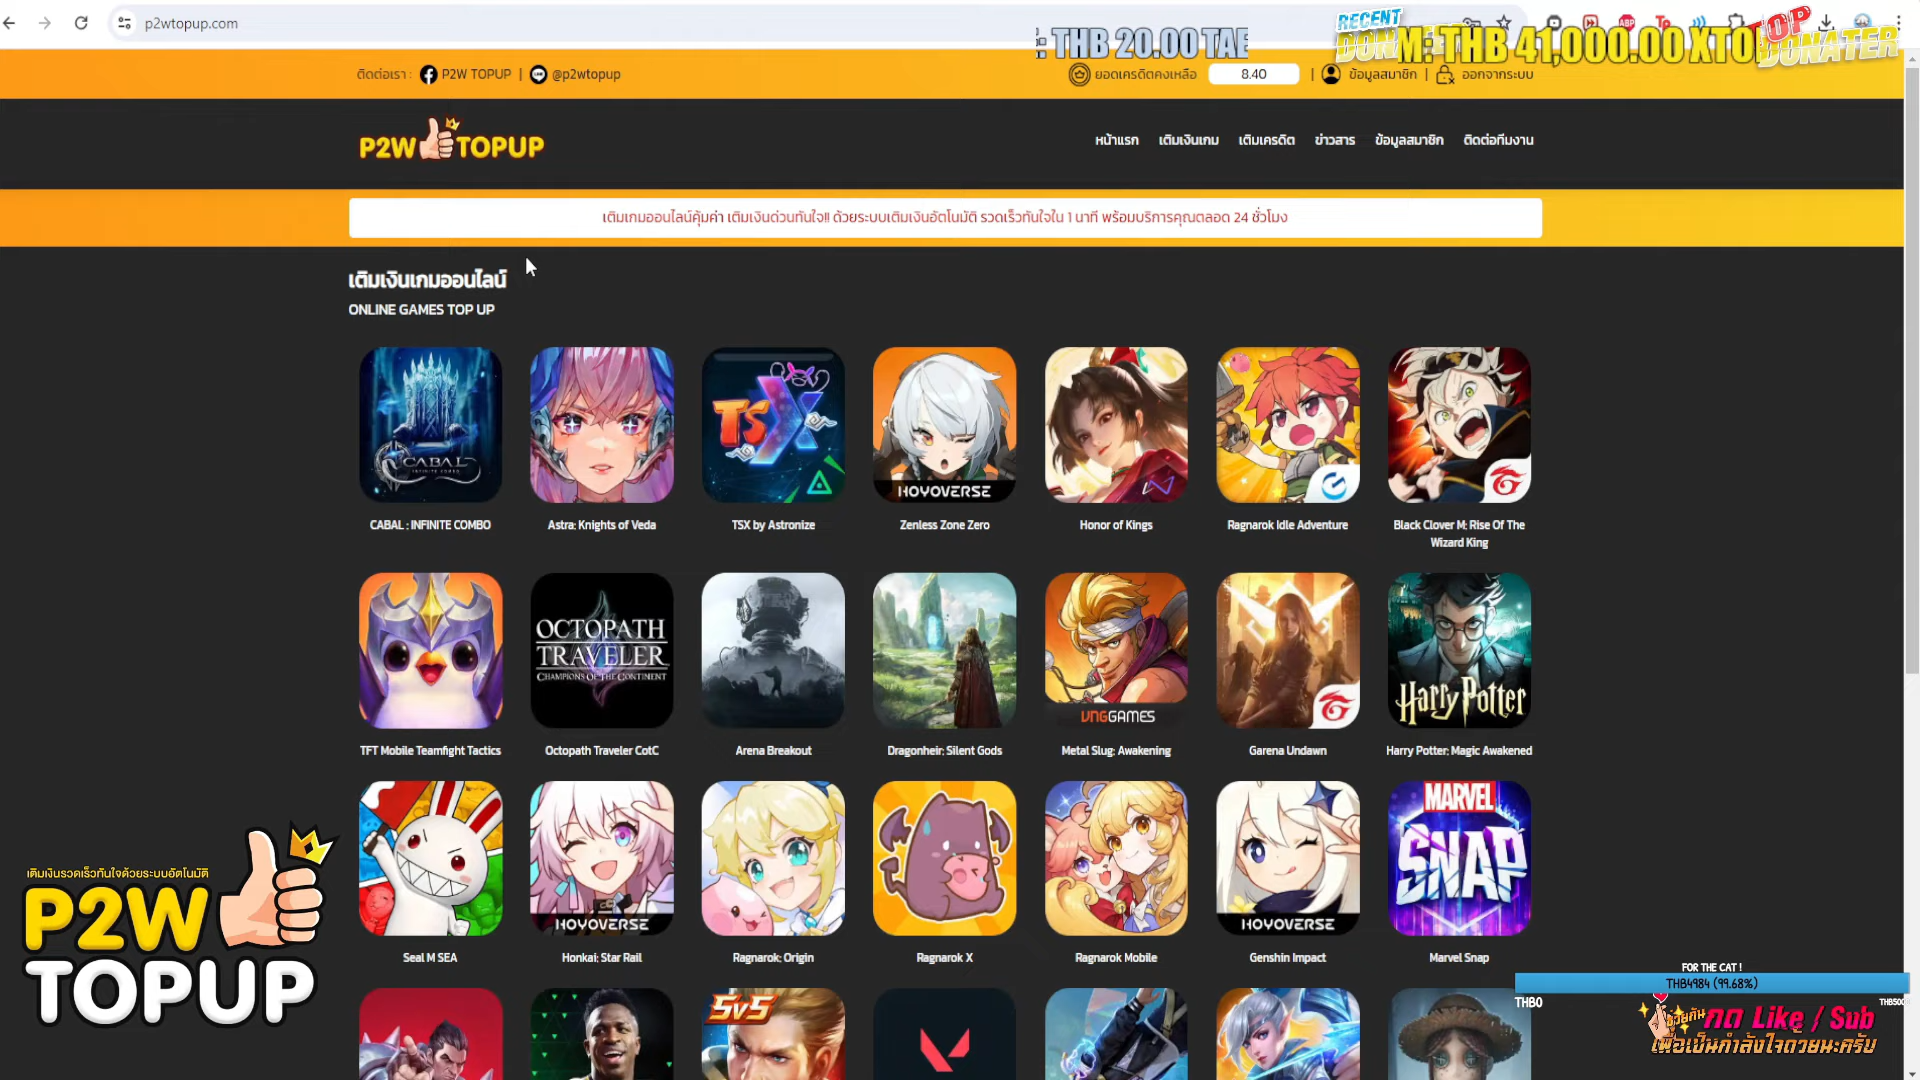 p2wtopup.com
THB 20.00 TAE
RECENT
M: THB 41,000.00 XTO
TOP
DONATER
ติดต่อเรา : P2W TOPUP | @p2wtopup
ยอดเครดิตคงเหลือ 8.40 | ข้อมูลสมาชิก | ออกจากระบบ
P2W TOPUP
หน้าแรก เติมเงินเกม เติมเครดิต ข่าวสาร ข้อมูลสมาชิก ติดต่อทีมงาน
เติมเกมออนไลน์คุ้มค่า เติมเงินด่วนทันใจ!! ด้วยระบบเติมเงินอัตโนมัติ รวดเร็วทันใจใน 1 นาที พร้อมบริการคุณตลอด 24 ชั่วโมง
เติมเงินเกมออนไลน์
ONLINE GAMES TOP UP
CABAL
INFINITE COMBO
TSX
HOYOVERSE
CABAL : INFINITE COMBO
Astra: Knights of Veda
TSX by Astronize
Zenless Zone Zero
Honor of Kings
Ragnarok Idle Adventure
Black Clover M: Rise Of The
Wizard King
OCTOPATH
TRAVELER
CHAMPIONS OF THE CONTINENT
VNGGAMES
Harry Potter
TFT Mobile Teamfight Tactics
Octopath Traveler CotC
Arena Breakout
Dragonheir: Silent Gods
Metal Slug: Awakening
Garena Undawn
Harry Potter: Magic Awakened
HOYOVERSE
HOYOVERSE
MARVEL
SNAP
Seal M SEA
Honkai: Star Rail
Ragnarok: Origin
Ragnarok X
Ragnarok Mobile
Genshin Impact
Marvel Snap
5v5
เติมเงินรวดเร็วทันใจด้วยระบบอัตโนมัติ
P2W
TOPUP
FOR THE CAT !
THB4984 (99.68%)
THB0
ช่วยกัน กด Like / Sub
เพื่อเป็นกำลังใจด้วยนะครับ